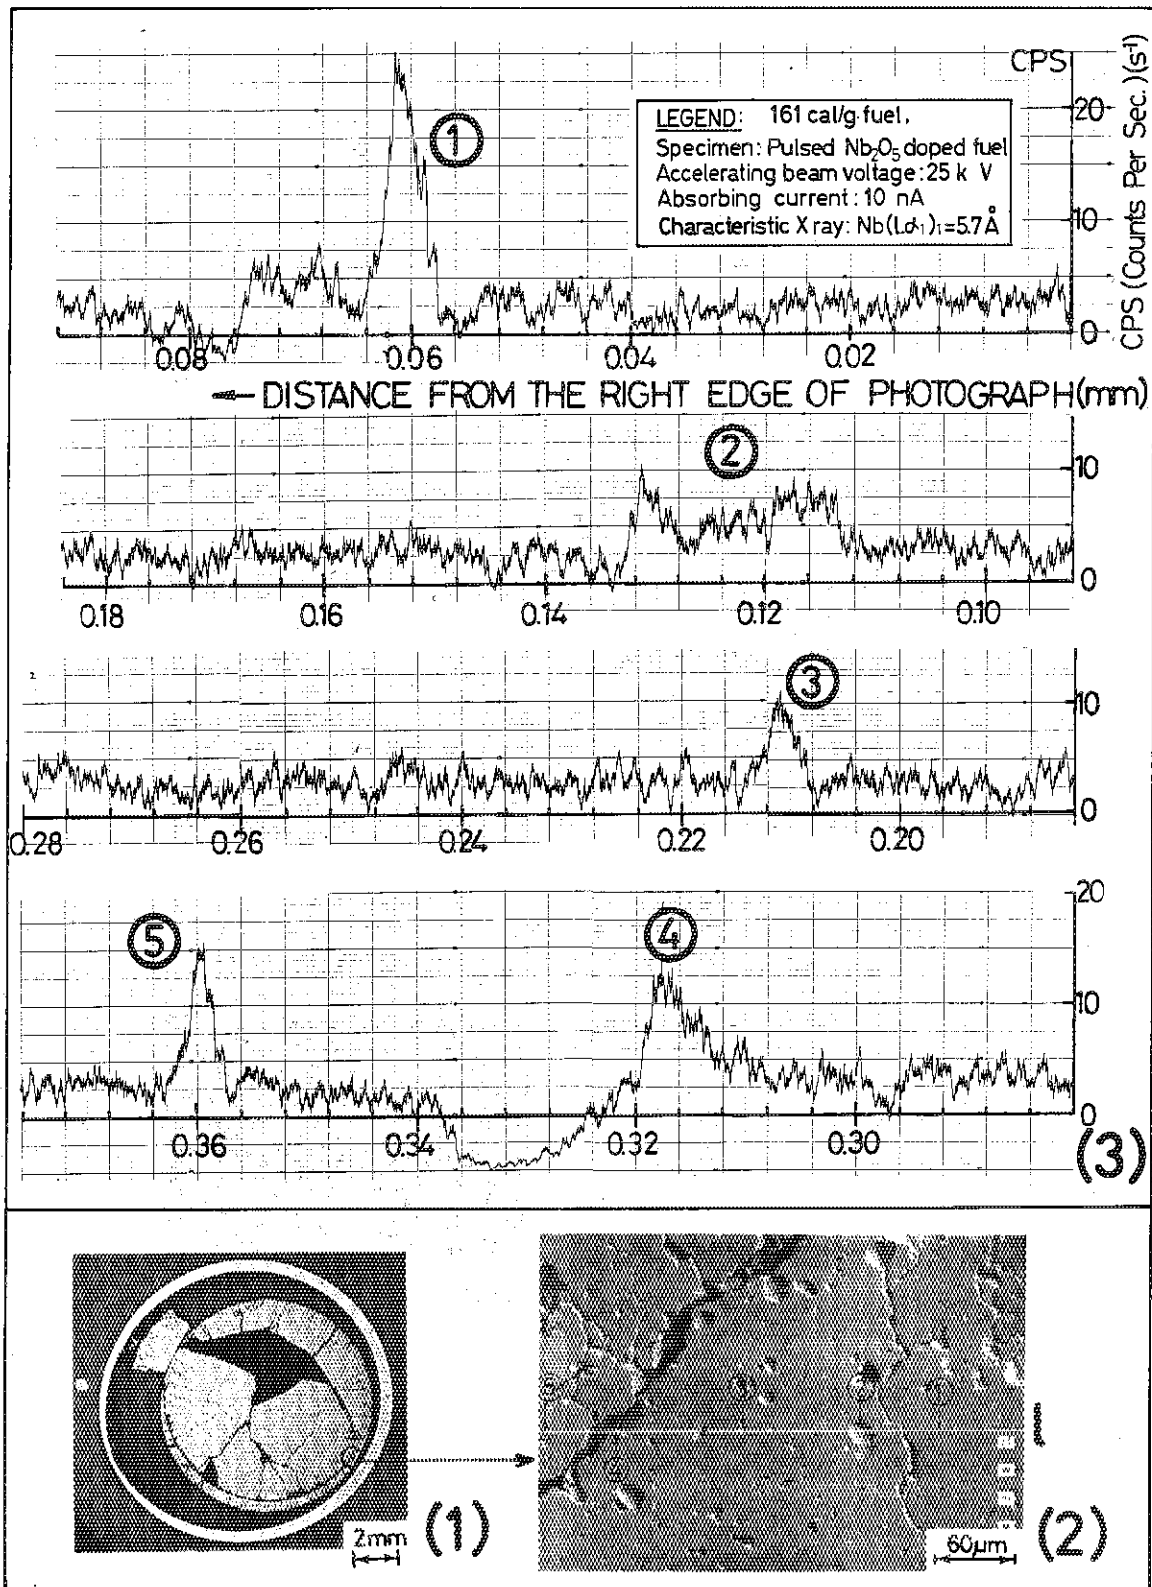 CPS
CPS (Counts Per Sec.) (s⁻¹)
20
10
0
①
LEGEND: 161 cal/g·fuel,
Specimen: Pulsed Nb₂O₅ doped fuel
Accelerating beam voltage: 25 k V
Absorbing current: 10 nA
Characteristic X ray: Nb(Lα₁)₁=5.7Å
0.08 0.06 0.04 0.02
← DISTANCE FROM THE RIGHT EDGE OF PHOTOGRAPH (mm)
②
10
0
0.18 0.16 0.14 0.12 0.10
③
10
0
0.28 0.26 0.24 0.22 0.20
⑤ ④
20
10
0
0.36 0.34 0.32 0.30
(3)
2mm
(1)
60μm
(2)